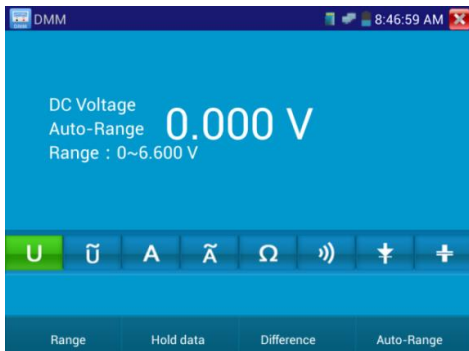 DMM
8:46:59 AM
DC Voltage
Auto-Range
0.000 V
Range : 0~6.600 V
U Ũ A Ã Ω
Range Hold data Difference Auto-Range